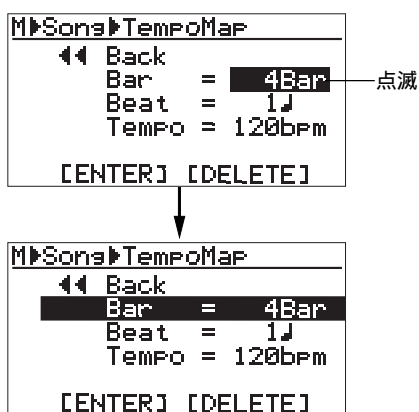 M▶Song▶TempoMap
◀◀ Back
Bar = 4Bar 点滅
Beat = 1♩
Tempo = 120bpm
[ENTER] [DELETE]
M▶Song▶TempoMap
◀◀ Back
Bar = 4Bar
Beat = 1♩
Tempo = 120bpm
[ENTER] [DELETE]